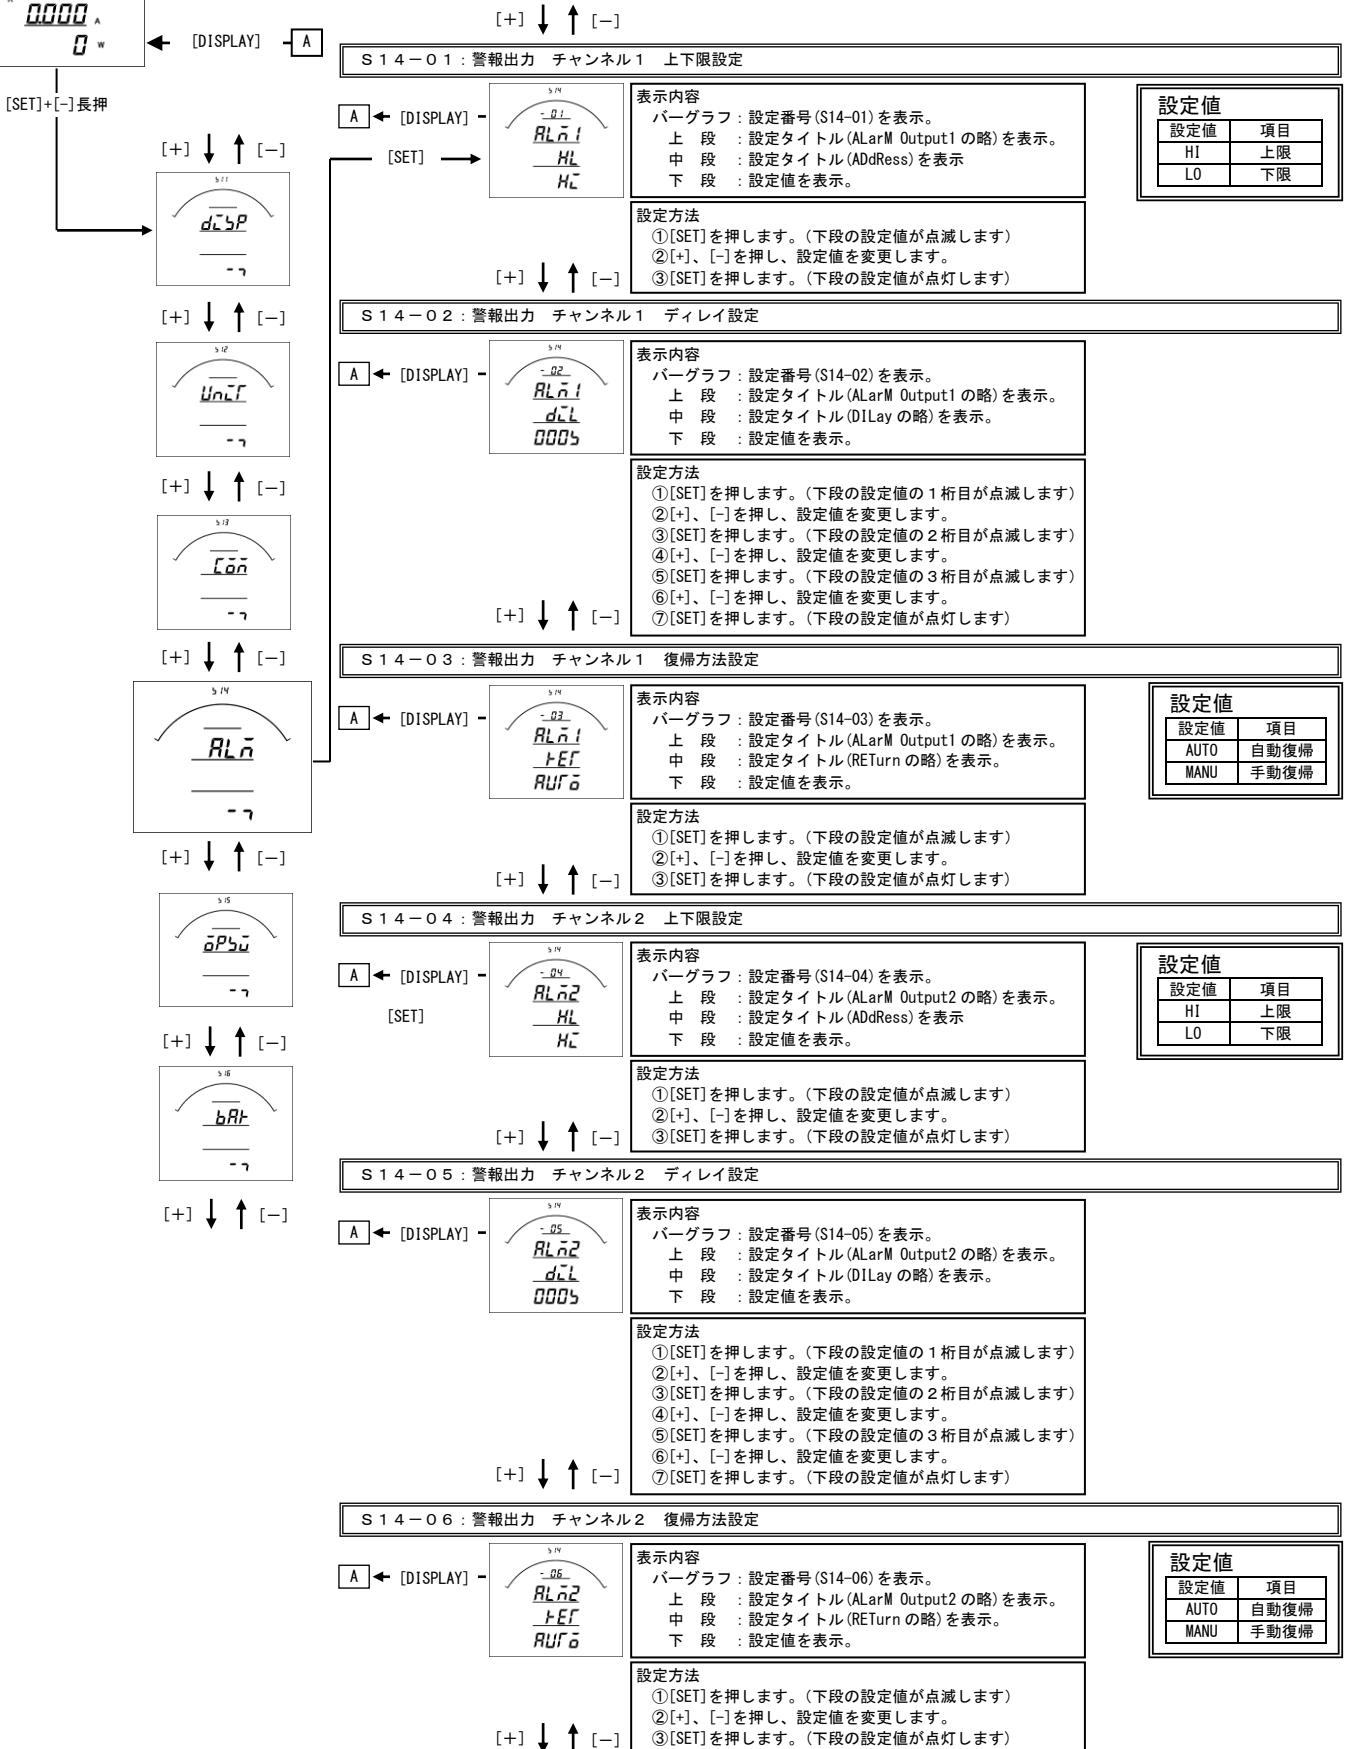 0.000 A
0 W
[DISPLAY]
A
[SET]+[-]長押
[+] [-]
S11
dISP
[+] [-]
S12
UnIT
[+] [-]
S13
COM
[+] [-]
S14
ALM
[+] [-]
S15
OPSU
[+] [-]
S16
bAr
[+] [-]
[+] [-]
S14-01:警報出力 チャンネル1 上下限設定
A [DISPLAY]
[SET]
S14
-01
ALM1
HL
HI
表示内容
バーグラフ:設定番号(S14-01)を表示。
上 段 :設定タイトル(ALarM Output1の略)を表示。
中 段 :設定タイトル(ADdRess)を表示
下 段 :設定値を表示。
設定値
設定値 項目
HI 上限
LO 下限
設定方法
①[SET]を押します。(下段の設定値が点滅します)
②[+]、[-]を押し、設定値を変更します。
③[SET]を押します。(下段の設定値が点灯します)
[+] [-]
S14-02:警報出力 チャンネル1 ディレイ設定
A [DISPLAY]
S14
-02
ALM1
dIL
000S
表示内容
バーグラフ:設定番号(S14-02)を表示。
上 段 :設定タイトル(ALarM Output1の略)を表示。
中 段 :設定タイトル(DILayの略)を表示。
下 段 :設定値を表示。
設定方法
①[SET]を押します。(下段の設定値の1桁目が点滅します)
②[+]、[-]を押し、設定値を変更します。
③[SET]を押します。(下段の設定値の2桁目が点滅します)
④[+]、[-]を押し、設定値を変更します。
⑤[SET]を押します。(下段の設定値の3桁目が点滅します)
⑥[+]、[-]を押し、設定値を変更します。
⑦[SET]を押します。(下段の設定値が点灯します)
[+] [-]
S14-03:警報出力 チャンネル1 復帰方法設定
A [DISPLAY]
S14
-03
ALM1
rET
AUTO
表示内容
バーグラフ:設定番号(S14-03)を表示。
上 段 :設定タイトル(ALarM Output1の略)を表示。
中 段 :設定タイトル(RETurnの略)を表示。
下 段 :設定値を表示。
設定値
設定値 項目
AUTO 自動復帰
MANU 手動復帰
設定方法
①[SET]を押します。(下段の設定値が点滅します)
②[+]、[-]を押し、設定値を変更します。
③[SET]を押します。(下段の設定値が点灯します)
[+] [-]
S14-04:警報出力 チャンネル2 上下限設定
A [DISPLAY]
[SET]
S14
-04
ALM2
HL
HI
表示内容
バーグラフ:設定番号(S14-04)を表示。
上 段 :設定タイトル(ALarM Output2の略)を表示。
中 段 :設定タイトル(ADdRess)を表示
下 段 :設定値を表示。
設定値
設定値 項目
HI 上限
LO 下限
設定方法
①[SET]を押します。(下段の設定値が点滅します)
②[+]、[-]を押し、設定値を変更します。
③[SET]を押します。(下段の設定値が点灯します)
[+] [-]
S14-05:警報出力 チャンネル2 ディレイ設定
A [DISPLAY]
S14
-05
ALM2
dIL
000S
表示内容
バーグラフ:設定番号(S14-05)を表示。
上 段 :設定タイトル(ALarM Output2の略)を表示。
中 段 :設定タイトル(DILayの略)を表示。
下 段 :設定値を表示。
設定方法
①[SET]を押します。(下段の設定値の1桁目が点滅します)
②[+]、[-]を押し、設定値を変更します。
③[SET]を押します。(下段の設定値の2桁目が点滅します)
④[+]、[-]を押し、設定値を変更します。
⑤[SET]を押します。(下段の設定値の3桁目が点滅します)
⑥[+]、[-]を押し、設定値を変更します。
⑦[SET]を押します。(下段の設定値が点灯します)
[+] [-]
S14-06:警報出力 チャンネル2 復帰方法設定
A [DISPLAY]
S14
-06
ALM2
rET
AUTO
表示内容
バーグラフ:設定番号(S14-06)を表示。
上 段 :設定タイトル(ALarM Output2の略)を表示。
中 段 :設定タイトル(RETurnの略)を表示。
下 段 :設定値を表示。
設定値
設定値 項目
AUTO 自動復帰
MANU 手動復帰
設定方法
①[SET]を押します。(下段の設定値が点滅します)
②[+]、[-]を押し、設定値を変更します。
③[SET]を押します。(下段の設定値が点灯します)
[+] [-]